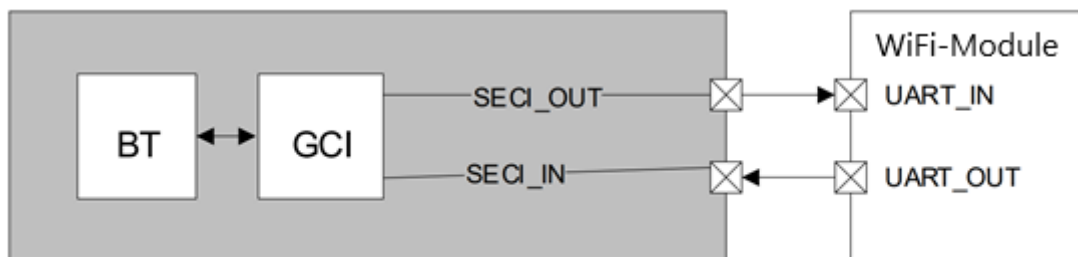 WiFi-Module
SECI_OUT
UART_IN
BT
GCI
SECI_IN
UART_OUT